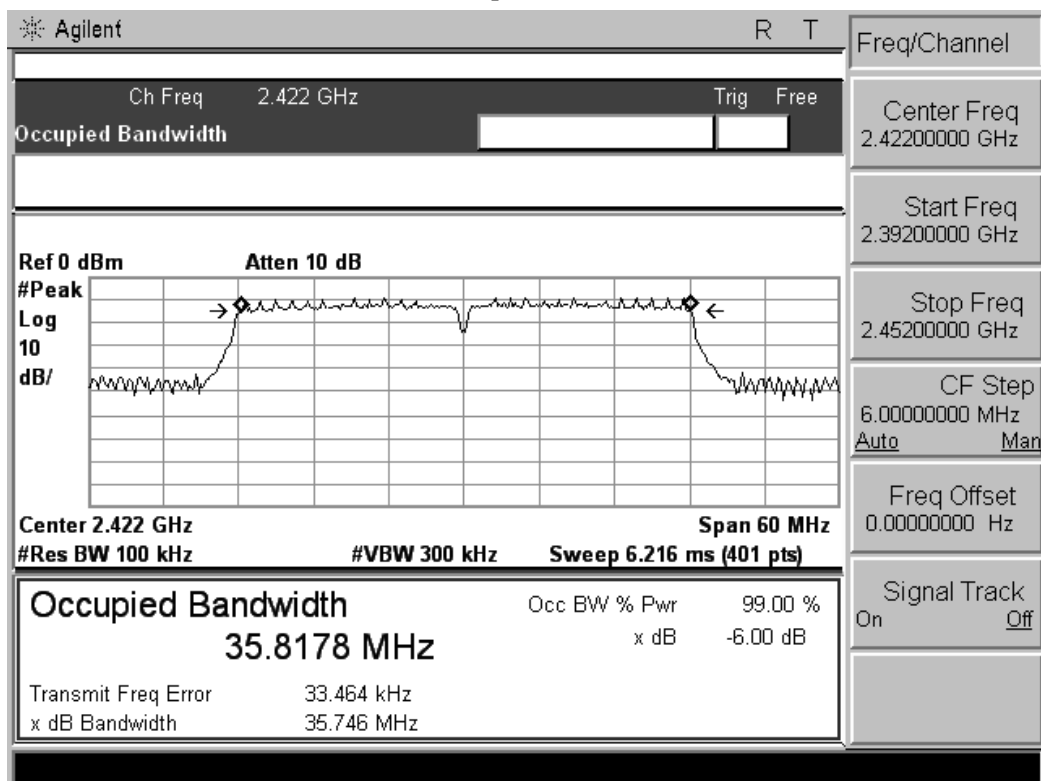 Agilent R T
Ch Freq 2.422 GHz Trig Free
Occupied Bandwidth
Ref 0 dBm Atten 10 dB
#Peak
Log
10
dB/
Center 2.422 GHz Span 60 MHz
#Res BW 100 kHz #VBW 300 kHz Sweep 6.216 ms (401 pts)
Occupied Bandwidth Occ BW % Pwr 99.00 %
35.8178 MHz x dB -6.00 dB
Transmit Freq Error 33.464 kHz
x dB Bandwidth 35.746 MHz
Freq/Channel
Center Freq
2.42200000 GHz
Start Freq
2.39200000 GHz
Stop Freq
2.45200000 GHz
CF Step
6.00000000 MHz
Auto Man
Freq Offset
0.00000000 Hz
Signal Track
On Off